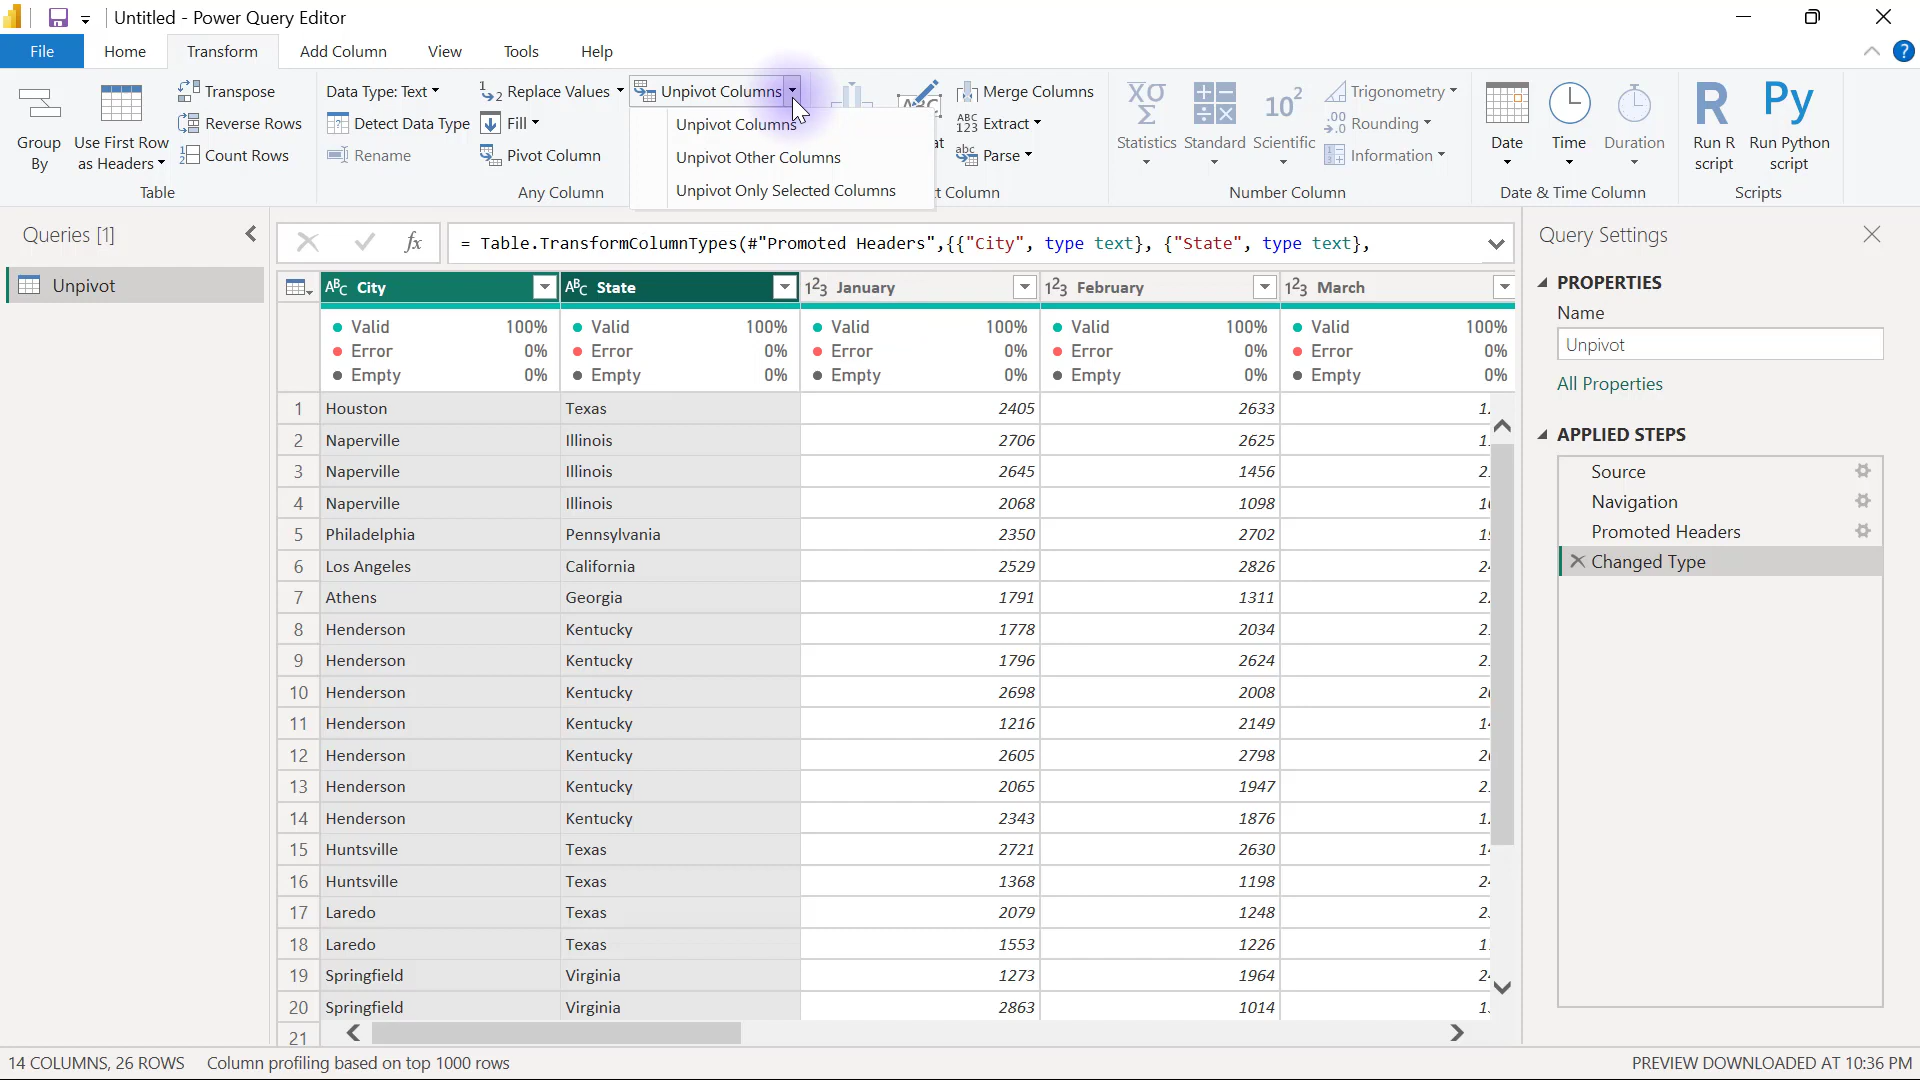 Untitled - Power Query Editor
File Home Transform Add Column View Tools Help
Group By
Use First Row as Headers
Transpose
Reverse Rows
Count Rows
Table
Data Type: Text
Detect Data Type
Rename
Replace Values
Fill
Pivot Column
Any Column
Unpivot Columns
Unpivot Columns
Unpivot Other Columns
Unpivot Only Selected Columns
Merge Columns
Extract
Parse
Column
Statistics
Standard
Scientific
Trigonometry
Rounding
Information
Number Column
Date
Time
Duration
Date & Time Column
Run R script
Run Python script
Scripts
Queries [1]
Unpivot
fx
= Table.TransformColumnTypes(#"Promoted Headers",{{"City", type text}, {"State", type text},
ABC City ABC State 123 January 123 February 123 March
Valid 100% Valid 100% Valid 100% Valid 100% Valid 100%
Error 0% Error 0% Error 0% Error 0% Error 0%
Empty 0% Empty 0% Empty 0% Empty 0% Empty 0%
1 Houston Texas 2405 2633
2 Naperville Illinois 2706 2625
3 Naperville Illinois 2645 1456
4 Naperville Illinois 2068 1098
5 Philadelphia Pennsylvania 2350 2702
6 Los Angeles California 2529 2826
7 Athens Georgia 1791 1311
8 Henderson Kentucky 1778 2034
9 Henderson Kentucky 1796 2624
10 Henderson Kentucky 2698 2008
11 Henderson Kentucky 1216 2149
12 Henderson Kentucky 2605 2798
13 Henderson Kentucky 2065 1947
14 Henderson Kentucky 2343 1876
15 Huntsville Texas 2721 2630
16 Huntsville Texas 1368 1198
17 Laredo Texas 2079 1248
18 Laredo Texas 1553 1226
19 Springfield Virginia 1273 1964
20 Springfield Virginia 2863 1014
21
Query Settings
PROPERTIES
Name
Unpivot
All Properties
APPLIED STEPS
Source
Navigation
Promoted Headers
Changed Type
14 COLUMNS, 26 ROWS Column profiling based on top 1000 rows
PREVIEW DOWNLOADED AT 10:36 PM